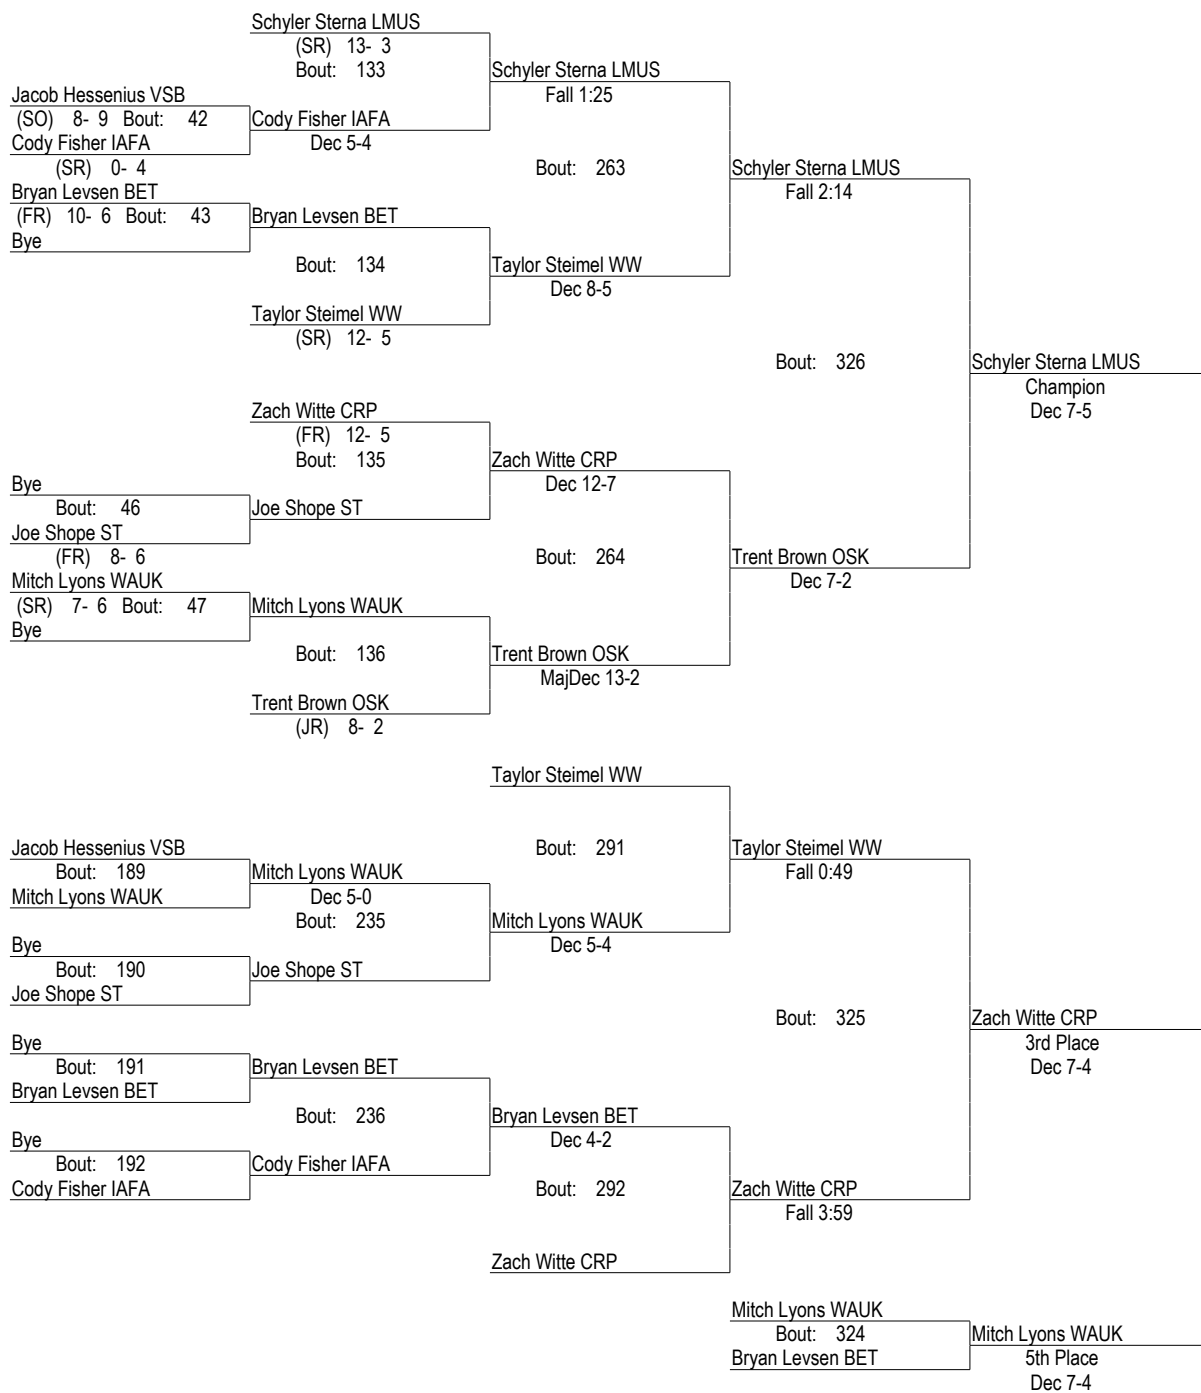 Schyler Sterna LMUS
(SR) 13- 3
Bout: 133
Schyler Sterna LMUS
Fall 1:25
Jacob Hessenius VSB
(SO) 8- 9 Bout: 42
Cody Fisher IAFA
Dec 5-4
Cody Fisher IAFA
(SR) 0- 4
Bout: 263
Schyler Sterna LMUS
Fall 2:14
Bryan Levsen BET
(FR) 10- 6 Bout: 43
Bryan Levsen BET
Bye
Bout: 134
Taylor Steimel WW
Dec 8-5
Taylor Steimel WW
(SR) 12- 5
Bout: 326
Schyler Sterna LMUS
Champion
Dec 7-5
Zach Witte CRP
(FR) 12- 5
Bout: 135
Zach Witte CRP
Dec 12-7
Bye
Bout: 46
Joe Shope ST
Joe Shope ST
(FR) 8- 6
Bout: 264
Trent Brown OSK
Dec 7-2
Mitch Lyons WAUK
(SR) 7- 6 Bout: 47
Mitch Lyons WAUK
Bye
Bout: 136
Trent Brown OSK
MajDec 13-2
Trent Brown OSK
(JR) 8- 2
Taylor Steimel WW
Bout: 291
Taylor Steimel WW
Fall 0:49
Jacob Hessenius VSB
Bout: 189
Mitch Lyons WAUK
Dec 5-0
Mitch Lyons WAUK
Bout: 235
Mitch Lyons WAUK
Dec 5-4
Bye
Bout: 190
Joe Shope ST
Joe Shope ST
Bout: 325
Zach Witte CRP
3rd Place
Dec 7-4
Bye
Bout: 191
Bryan Levsen BET
Bryan Levsen BET
Bout: 236
Bryan Levsen BET
Dec 4-2
Bye
Bout: 192
Cody Fisher IAFA
Cody Fisher IAFA
Bout: 292
Zach Witte CRP
Fall 3:59
Zach Witte CRP
Mitch Lyons WAUK
Bout: 324
Mitch Lyons WAUK
Bryan Levsen BET
5th Place
Dec 7-4